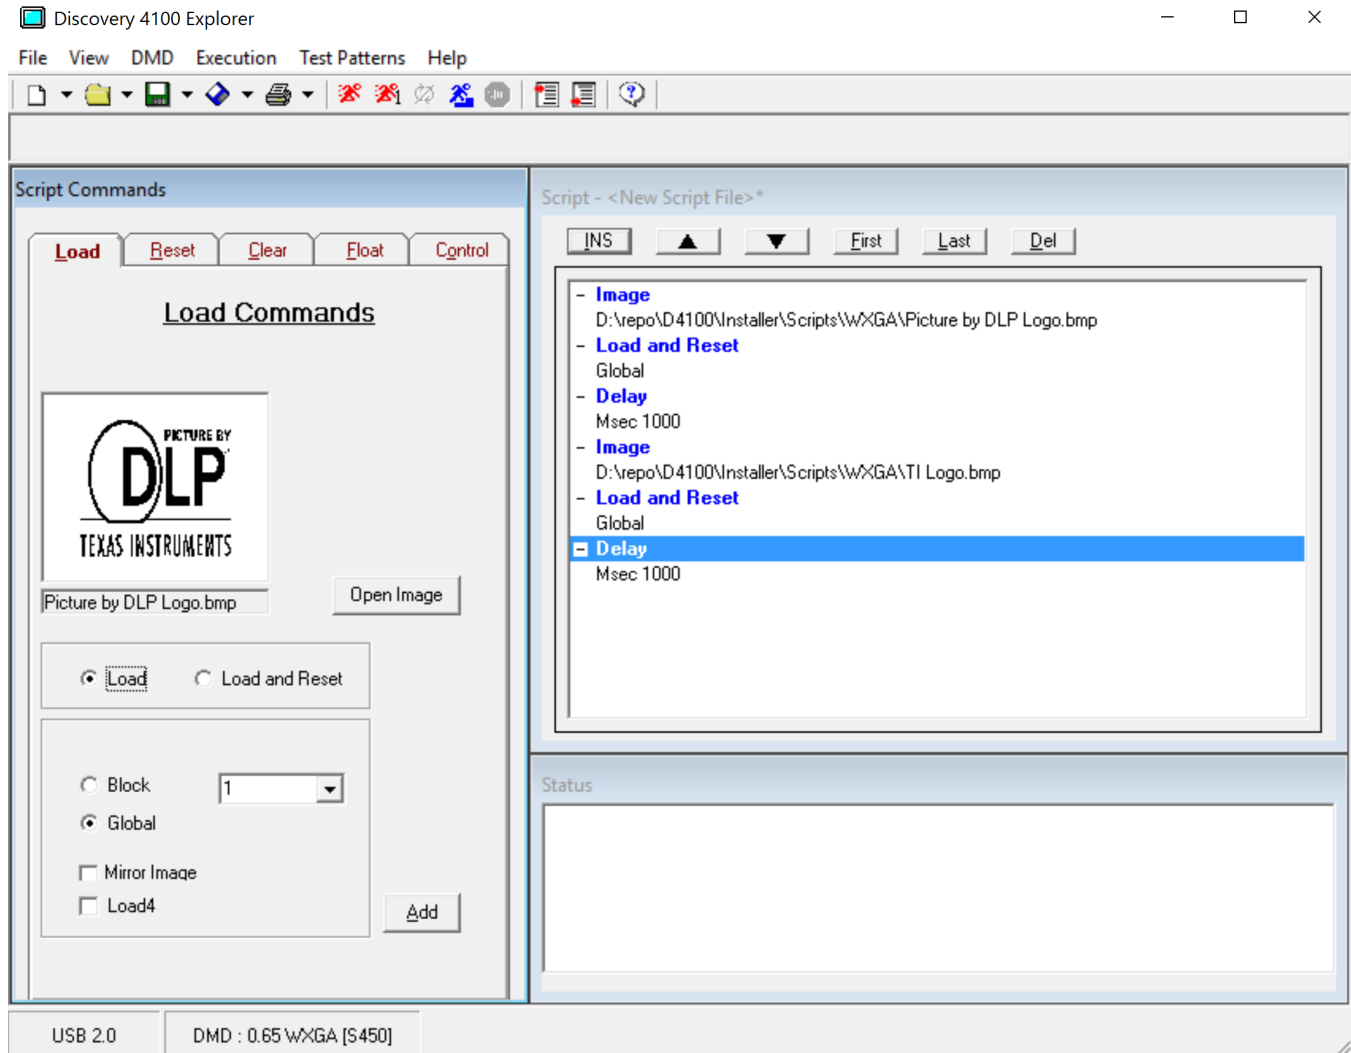 Discovery 4100 Explorer
File View DMD Execution Test Patterns Help
Script Commands
Load Reset Clear Float Control
Load Commands
PICTURE BY
DLP
TEXAS INSTRUMENTS
Picture by DLP Logo.bmp
Open Image
Load Load and Reset
Block 1
Global
Mirror Image
Load4
Add
Script - <New Script File>*
INS First Last Del
Image
D:\repo\D4100\Installer\Scripts\WXGA\Picture by DLP Logo.bmp
Load and Reset
Global
Delay
Msec 1000
Image
D:\repo\D4100\Installer\Scripts\WXGA\TI Logo.bmp
Load and Reset
Global
Delay
Msec 1000
Status
USB 2.0 DMD : 0.65 WXGA [S450]